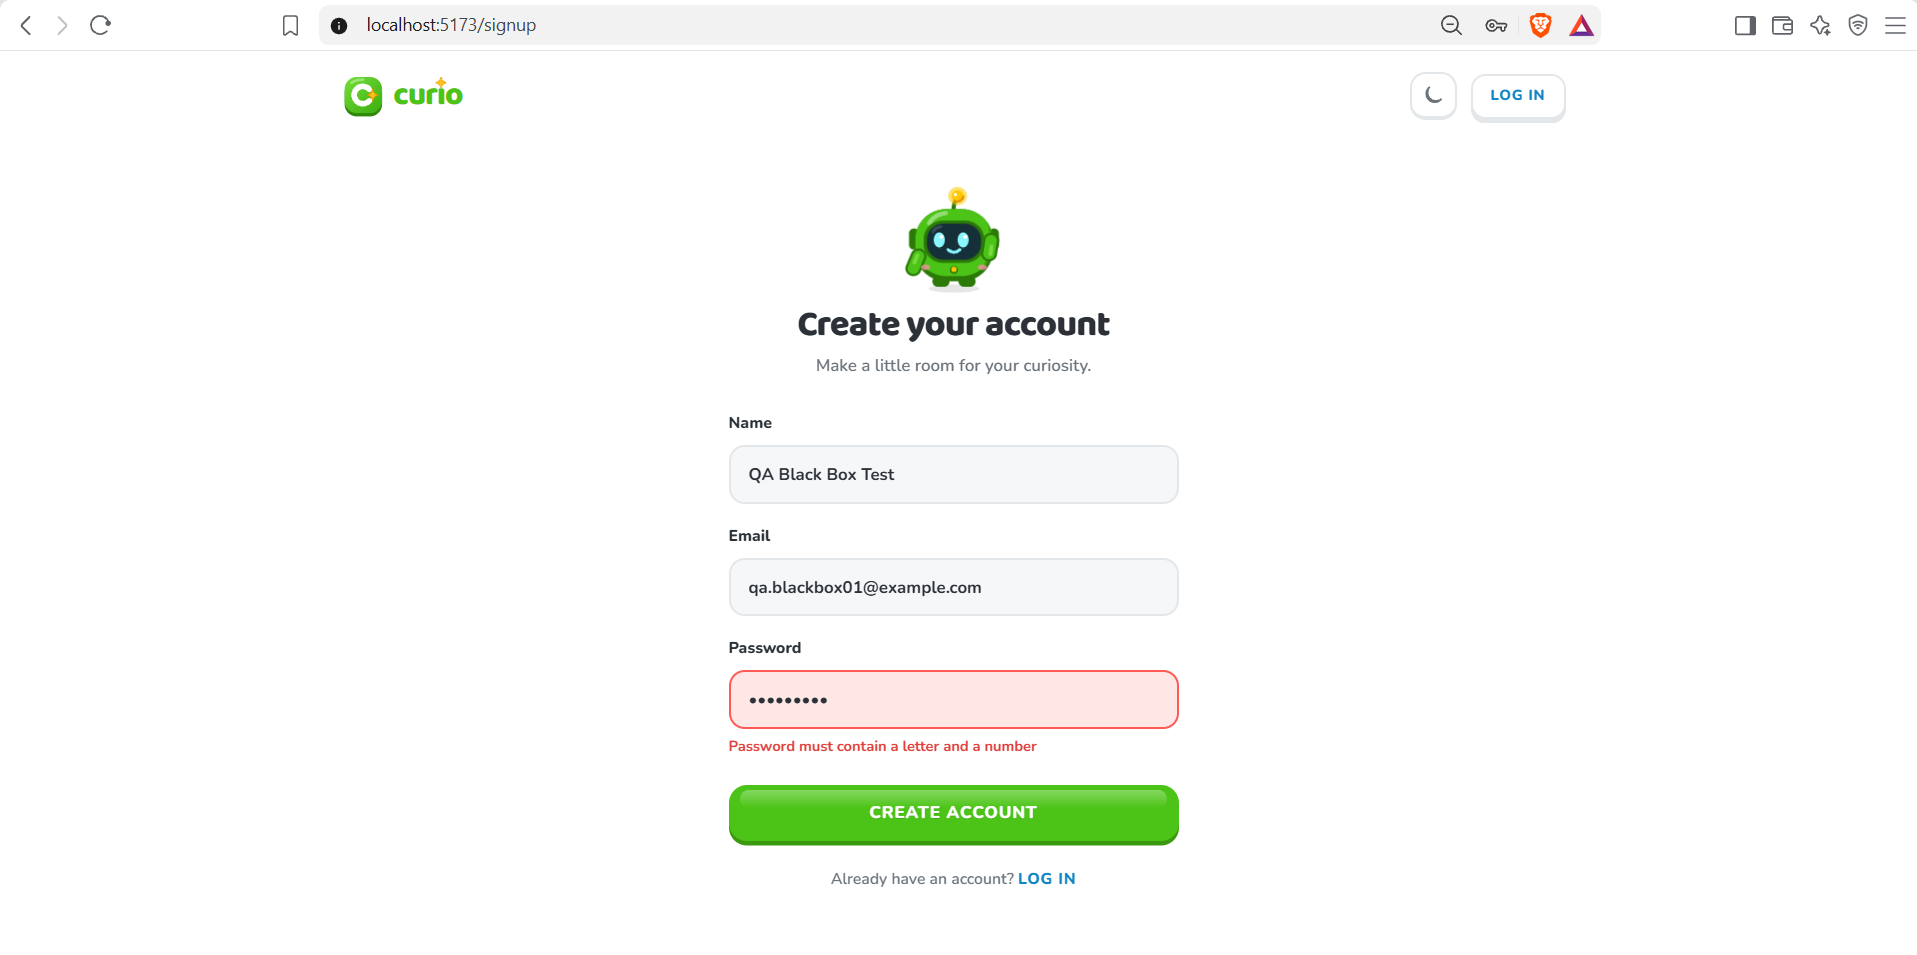 localhost:5173/signup
curio
LOG IN
Create your account
Make a little room for your curiosity.
Name
QA Black Box Test
Email
qa.blackbox01@example.com
Password
•••••••••
Password must contain a letter and a number
CREATE ACCOUNT
Already have an account? LOG IN